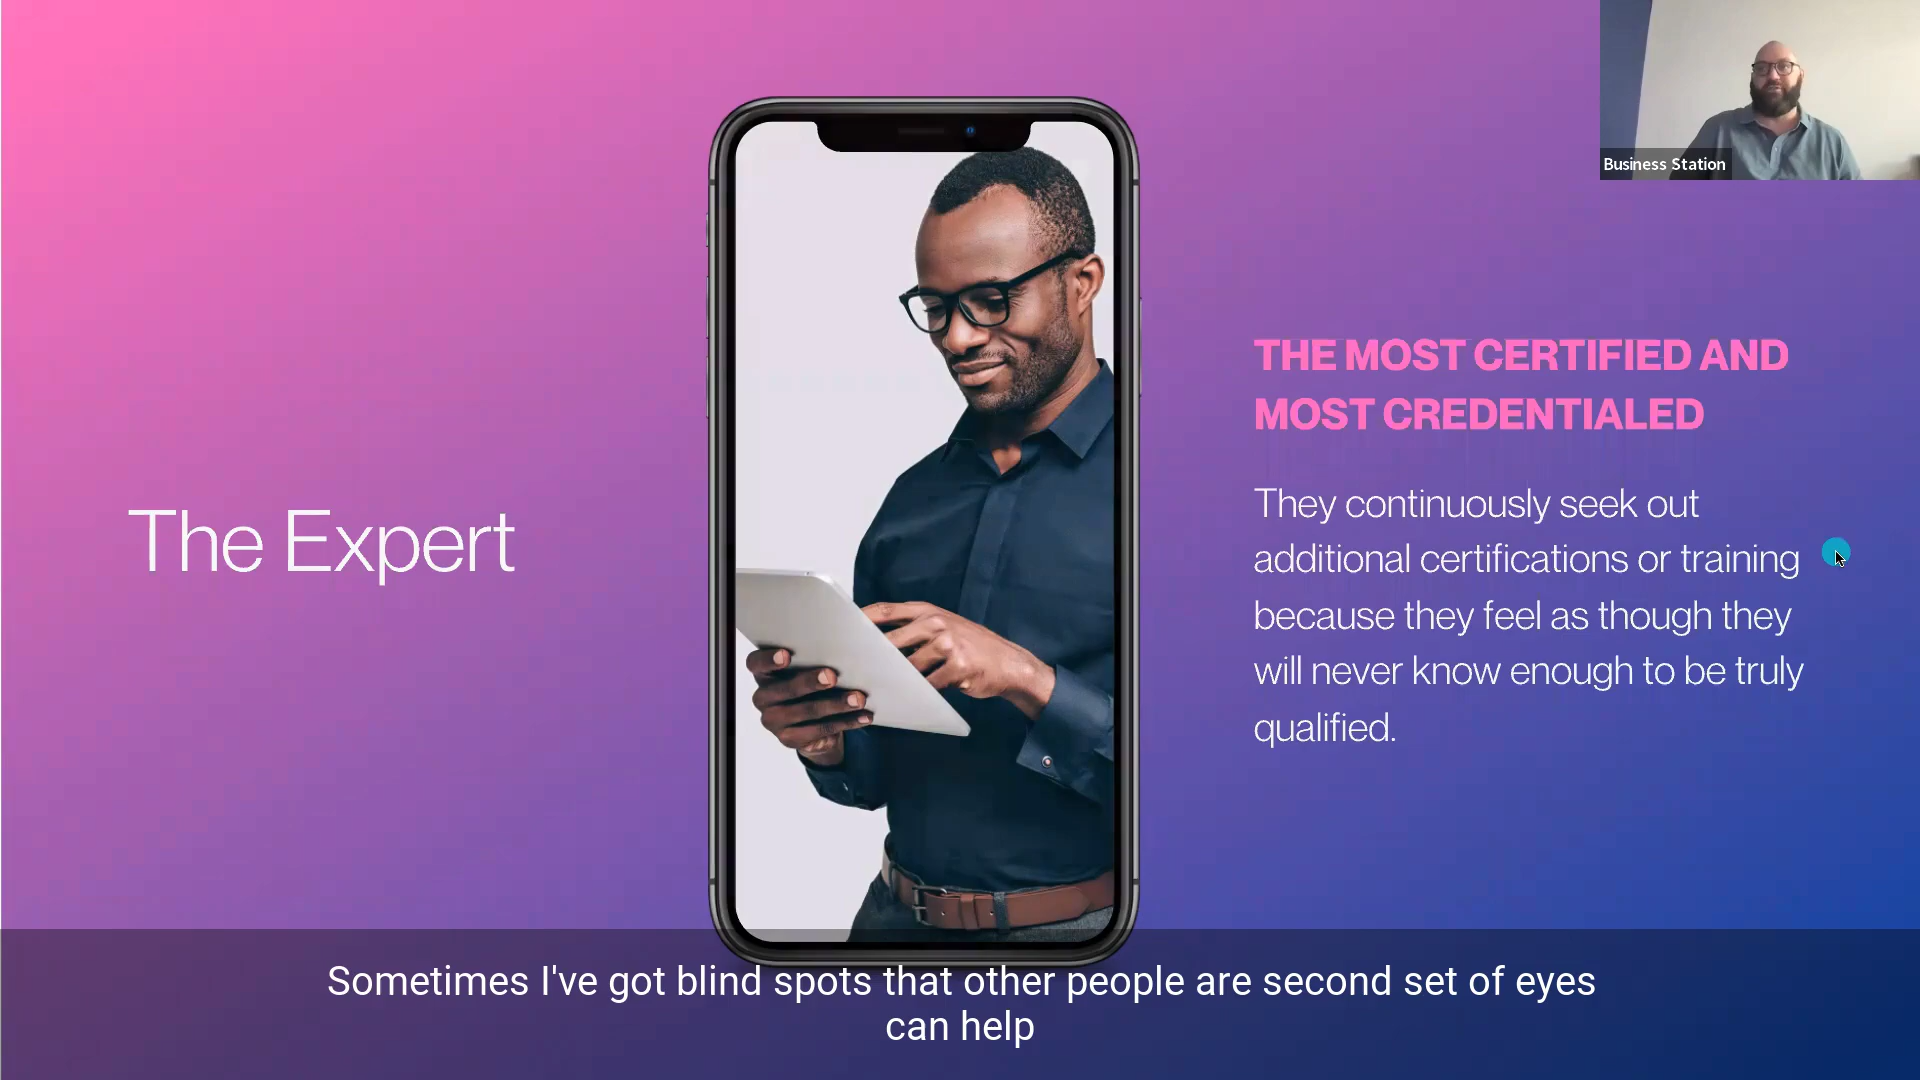 Business Station
The Expert
THE MOST CERTIFIED AND
MOST CREDENTIALED
They continuously seek out
additional certifications or training
because they feel as though they
will never know enough to be truly
qualified.
Sometimes I've got blind spots that other people are second set of eyes
can help